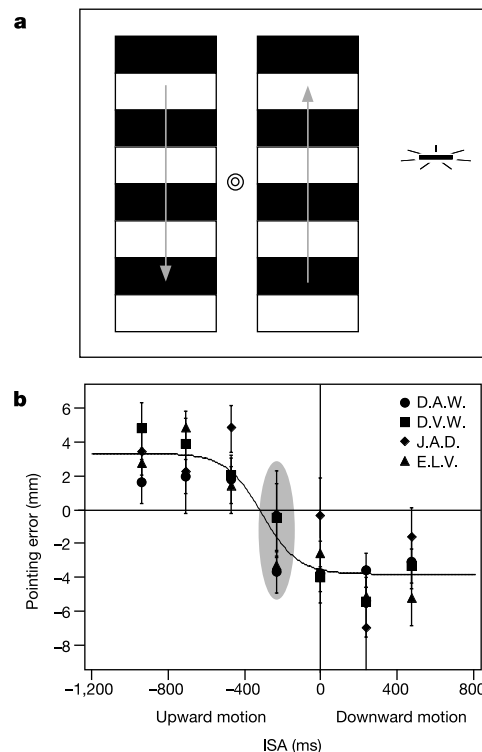 a
b
D.A.W.
D.V.W.
J.A.D.
E.L.V.
Pointing error (mm)
6
4
2
0
−2
−4
−6
−8
−1,200 −800 −400 0 400 800
Upward motion Downward motion
ISA (ms)